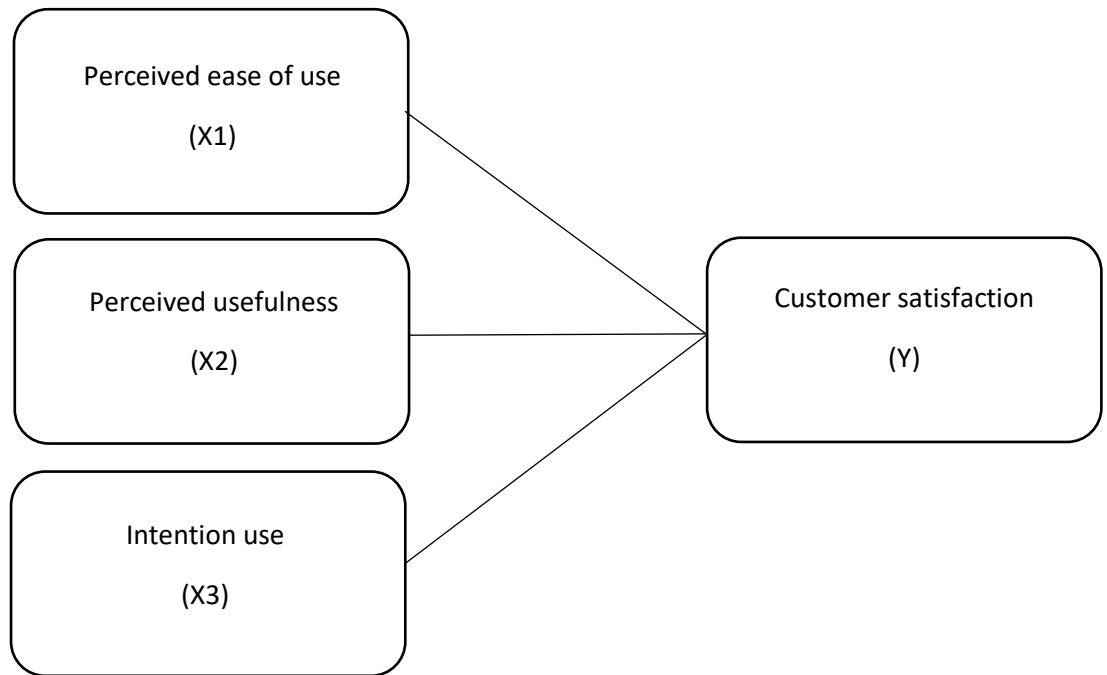 Perceived ease of use
(X1)
Perceived usefulness
(X2)
Intention use
(X3)
Customer satisfaction
(Y)